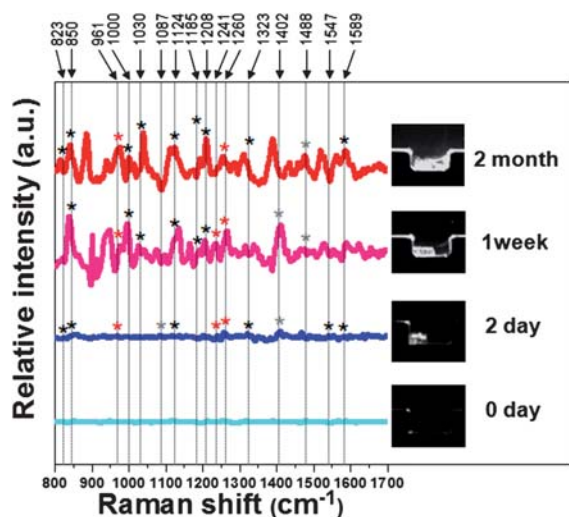 823
850
961
1000
1030
1087
1124
1185
1208
1241
1260
1323
1402
1488
1547
1589
Relative intensity (a.u.)
2 month
1week
2 day
0 day
800 900 1000 1100 1200 1300 1400 1500 1600 1700
Raman shift (cm-1)